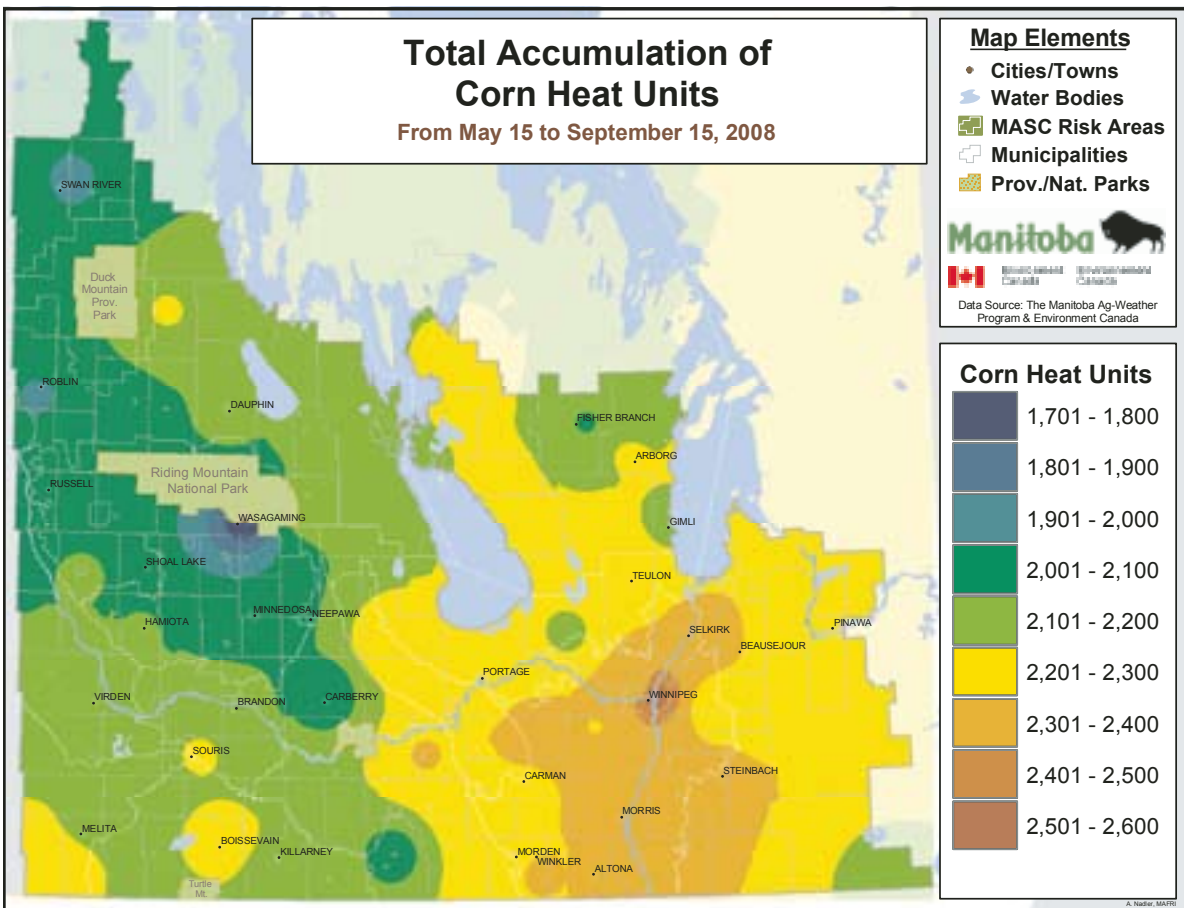 Total Accumulation of
Corn Heat Units
From May 15 to September 15, 2008
Map Elements
Cities/Towns
Water Bodies
MASC Risk Areas
Municipalities
Prov./Nat. Parks
Manitoba
Environment Environnement
Canada Canada
Data Source: The Manitoba Ag-Weather
Program & Environment Canada
Corn Heat Units
1,701 - 1,800
1,801 - 1,900
1,901 - 2,000
2,001 - 2,100
2,101 - 2,200
2,201 - 2,300
2,301 - 2,400
2,401 - 2,500
2,501 - 2,600
SWAN RIVER
Duck
Mountain
Prov.
Park
ROBLIN
DAUPHIN
FISHER BRANCH
ARBORG
Riding Mountain
National Park
RUSSELL
WASAGAMING
GIMLI
SHOAL LAKE
TEULON
MINNEDOSA
NEEPAWA
HAMIOTA
SELKIRK
PINAWA
BEAUSEJOUR
PORTAGE
VIRDEN
BRANDON
CARBERRY
WINNIPEG
SOURIS
CARMAN
STEINBACH
MORRIS
MELITA
BOISSEVAIN
KILLARNEY
MORDEN
WINKLER
ALTONA
Turtle
Mt.
A. Nadler, MAFRI